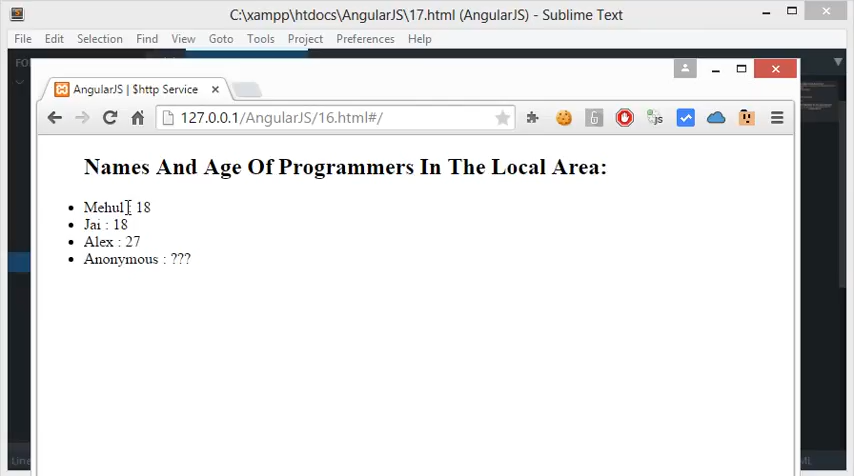 C:\xampp\htdocs\AngularJS\17.html (AngularJS) - Sublime Text
File Edit Selection Find View Goto Tools Project Preferences Help
AngularJS | $http Service
127.0.0.1/AngularJS/16.html#/
Names And Age Of Programmers In The Local Area:
Mehul : 18
Jai : 18
Alex : 27
Anonymous : ???